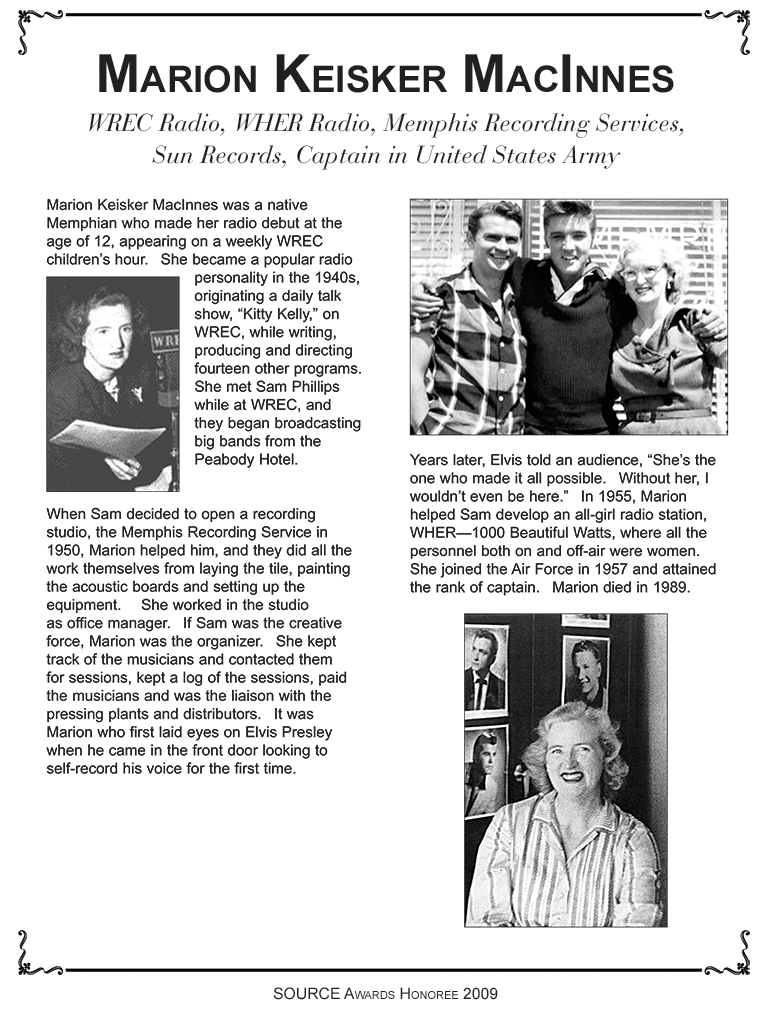 MARION KEISKER MACINNES
WREC Radio, WHER Radio, Memphis Recording Services,
Sun Records, Captain in United States Army
Marion Keisker MacInnes was a native
Memphian who made her radio debut at the
age of 12, appearing on a weekly WREC
children's hour.   She became a popular radio
personality in the 1940s,
originating a daily talk
show, “Kitty Kelly,” on
WREC, while writing,
producing and directing
fourteen other programs.
She met Sam Phillips
while at WREC, and
they began broadcasting
big bands from the
Peabody Hotel.
WR
When Sam decided to open a recording
studio, the Memphis Recording Service in
1950, Marion helped him, and they did all the
work themselves from laying the tile, painting
the acoustic boards and setting up the
equipment.    She worked in the studio
as office manager.   If Sam was the creative
force, Marion was the organizer.   She kept
track of the musicians and contacted them
for sessions, kept a log of the sessions, paid
the musicians and was the liaison with the
pressing plants and distributors.   It was
Marion who first laid eyes on Elvis Presley
when he came in the front door looking to
self-record his voice for the first time.
Years later, Elvis told an audience, “She's the
one who made it all possible.   Without her, I
wouldn't even be here.”   In 1955, Marion
helped Sam develop an all-girl radio station,
WHER—1000 Beautiful Watts, where all the
personnel both on and off-air were women.
She joined the Air Force in 1957 and attained
the rank of captain.   Marion died in 1989.
SOURCE AWARDS HONOREE 2009